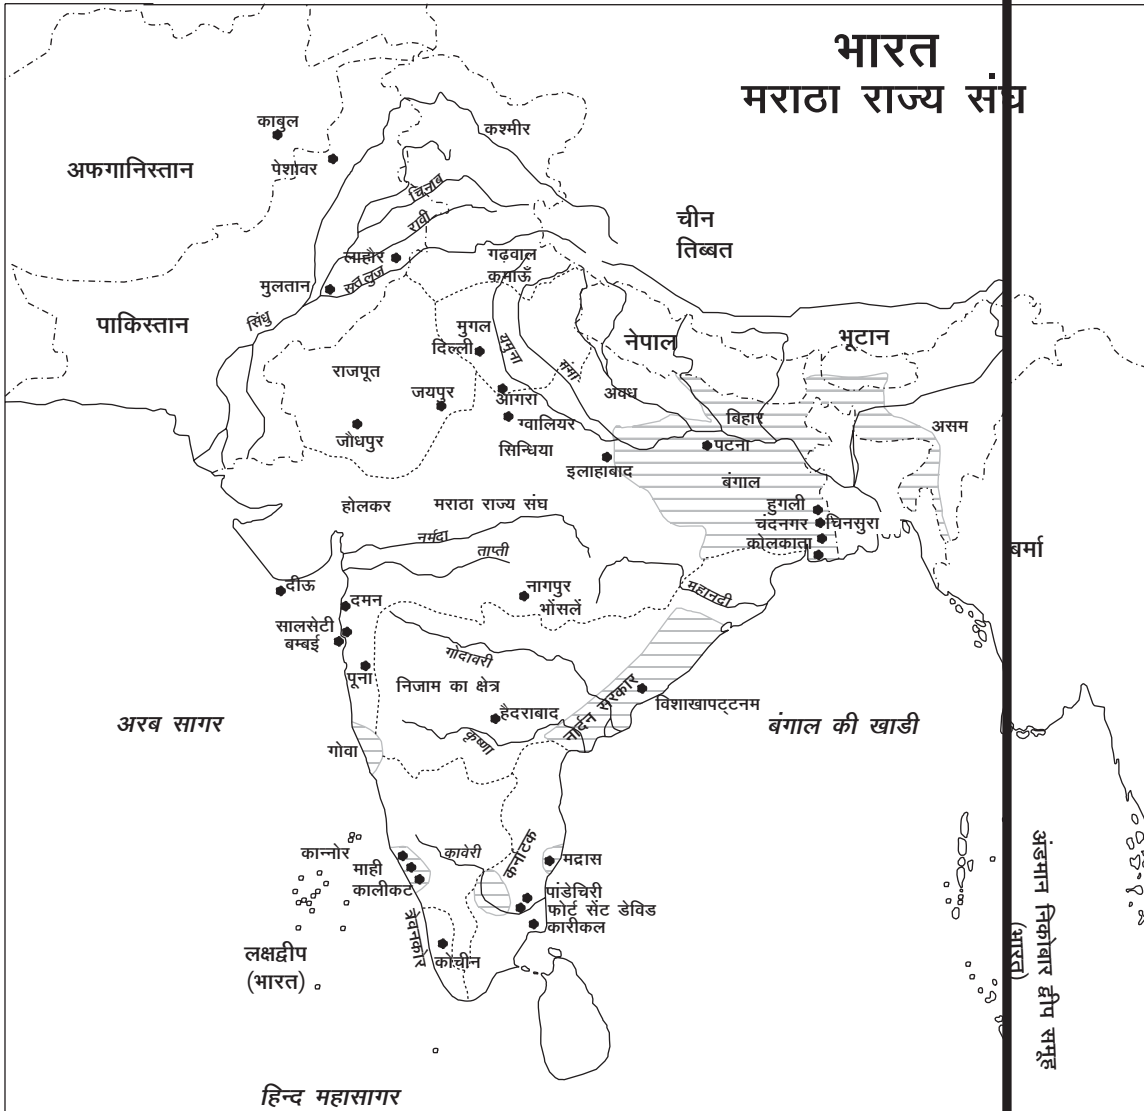 भारत
मराठा राज्य संघ
काबुल
कश्मीर
पेशावर
अफगानिस्तान
चिनाब
रावी
चीन
तिब्बत
लाहौर
गढ़वाल
कुमाऊँ
मुलतान
सतलुज
सिंधु
पाकिस्तान
मुगल
दिल्ली
यमुना
नेपाल
भूटान
राजपूत
गंगा
जयपुर
आगरा
अवध
ग्वालियर
बिहार
असम
जौधपुर
सिन्धिया
पटना
इलाहाबाद
बंगाल
होलकर
मराठा राज्य संघ
हुगली
चंदनगर
चिनसुरा
कोलकाता
नर्मदा
ताप्ती
बर्मा
दीऊ
नागपुर
भोंसलें
महानदी
दमन
सालसेटी
बम्बई
गोदावरी
पूना
निजाम का क्षेत्र
नार्दन सरकार
विशाखापट्टनम
हैदराबाद
अरब सागर
बंगाल की खाडी
कृष्णा
गोवा
कर्नाटक
कान्नोर
कावेरी
मद्रास
माही
कालीकट
पांडेचिरी
फोर्ट सेंट डेविड
कारीकल
त्रैवनकोर
कोचीन
लक्षद्वीप
(भारत)
अंडमान निकोबार द्वीप समूह
(भारत)
हिन्द महासागर